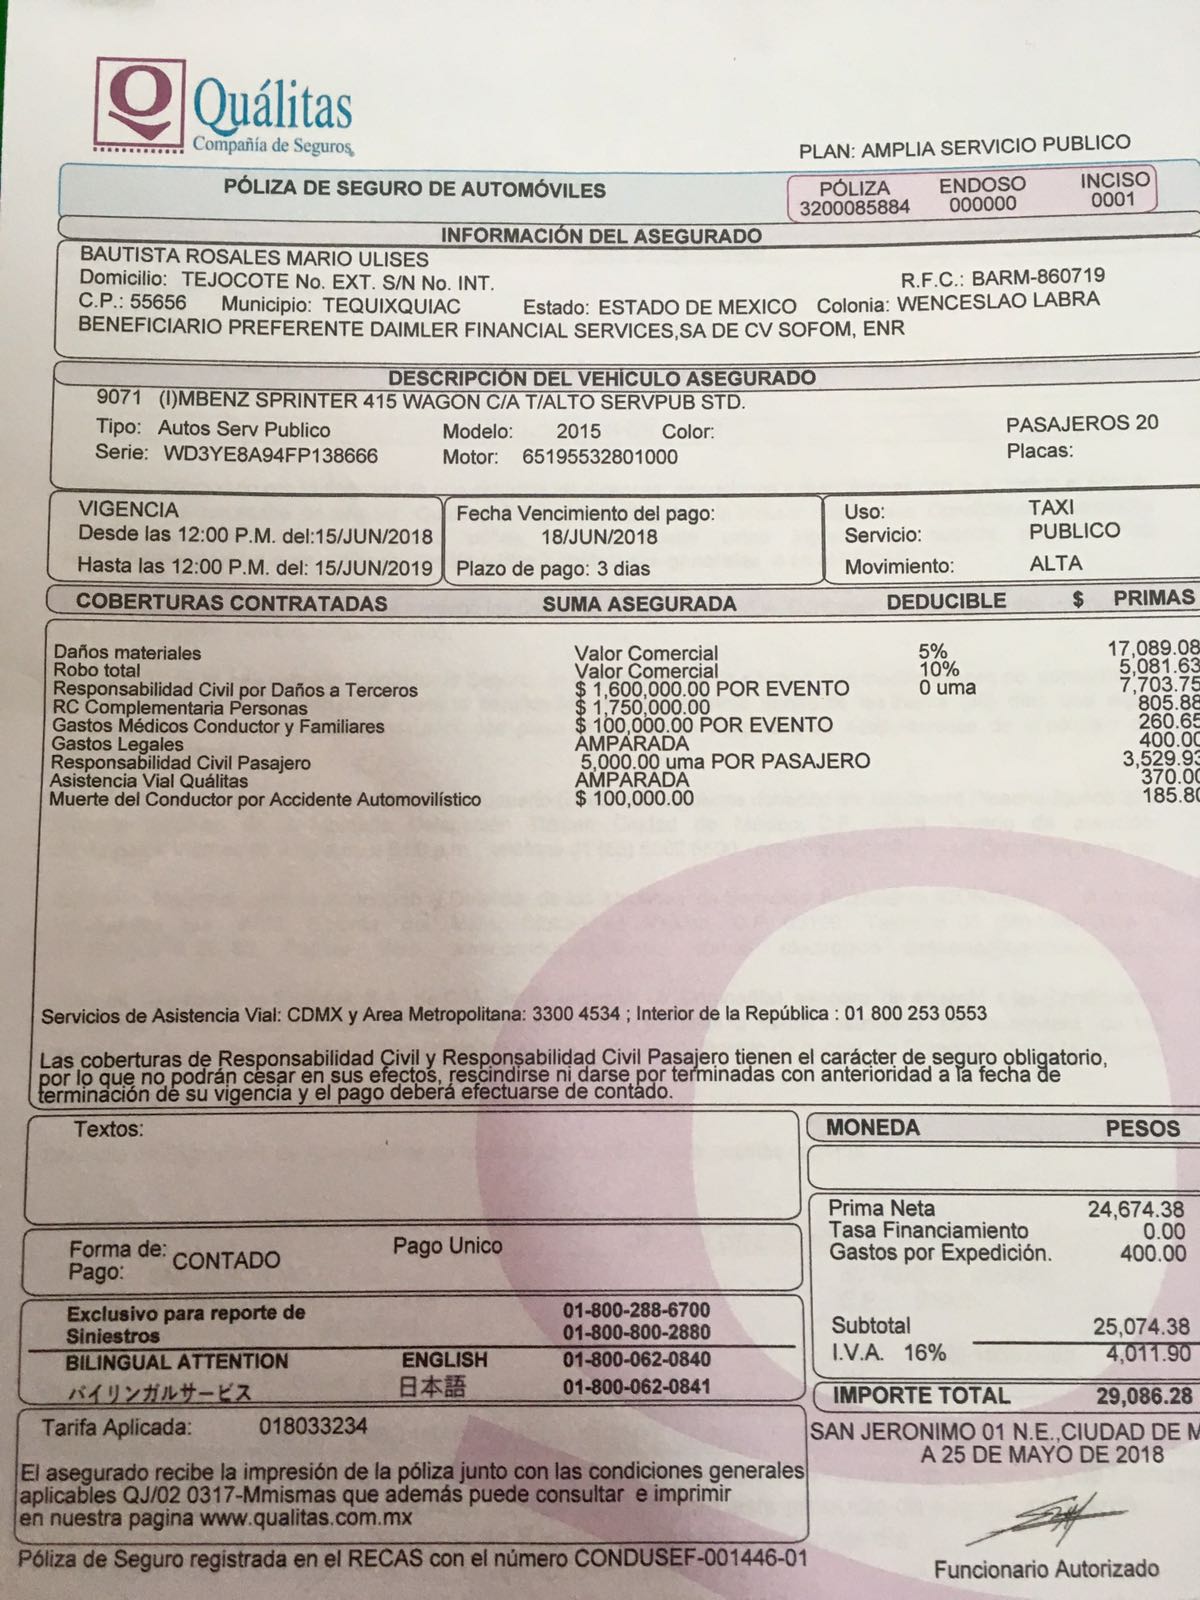 Q Quálitas
Compañía de Seguros
PLAN: AMPLIA SERVICIO PUBLICO
PÓLIZA DE SEGURO DE AUTOMÓVILES
PÓLIZA ENDOSO INCISO
3200085884 000000 0001
INFORMACIÓN DEL ASEGURADO
BAUTISTA ROSALES MARIO ULISES
Domicilio: TEJOCOTE No. EXT. S/N No. INT. R.F.C.: BARM-860719
C.P.: 55656 Municipio: TEQUIXQUIAC Estado: ESTADO DE MEXICO Colonia: WENCESLAO LABRA
BENEFICIARIO PREFERENTE DAIMLER FINANCIAL SERVICES,SA DE CV SOFOM, ENR
DESCRIPCIÓN DEL VEHÍCULO ASEGURADO
9071 (I)MBENZ SPRINTER 415 WAGON C/A T/ALTO SERVPUB STD.
Tipo: Autos Serv Publico Modelo: 2015 Color: PASAJEROS 20
Serie: WD3YE8A94FP138666 Motor: 65195532801000 Placas:
VIGENCIA
Desde las 12:00 P.M. del:15/JUN/2018
Hasta las 12:00 P.M. del: 15/JUN/2019
Fecha Vencimiento del pago:
18/JUN/2018
Plazo de pago: 3 dias
Uso: TAXI
Servicio: PUBLICO
Movimiento: ALTA
COBERTURAS CONTRATADAS SUMA ASEGURADA DEDUCIBLE $ PRIMAS
Daños materiales Valor Comercial 5% 17,089.08
Robo total Valor Comercial 10% 5,081.63
Responsabilidad Civil por Daños a Terceros $ 1,600,000.00 POR EVENTO 0 uma 7,703.75
RC Complementaria Personas $ 1,750,000.00 805.88
Gastos Médicos Conductor y Familiares $ 100,000.00 POR EVENTO 260.65
Gastos Legales AMPARADA 400.00
Responsabilidad Civil Pasajero 5,000.00 uma POR PASAJERO 3,529.93
Asistencia Vial Quálitas AMPARADA 370.00
Muerte del Conductor por Accidente Automovilístico $ 100,000.00 185.80
Servicios de Asistencia Vial: CDMX y Area Metropolitana: 3300 4534 ; Interior de la República : 01 800 253 0553
Las coberturas de Responsabilidad Civil y Responsabilidad Civil Pasajero tienen el carácter de seguro obligatorio,
por lo que no podrán cesar en sus efectos, rescindirse ni darse por terminadas con anterioridad a la fecha de
terminación de su vigencia y el pago deberá efectuarse de contado.
Textos:
MONEDA PESOS
Prima Neta 24,674.38
Tasa Financiamiento 0.00
Gastos por Expedición. 400.00
Subtotal 25,074.38
I.V.A. 16% 4,011.90
IMPORTE TOTAL 29,086.28
Forma de: CONTADO Pago Unico
Pago:
Exclusivo para reporte de 01-800-288-6700
Siniestros 01-800-800-2880
BILINGUAL ATTENTION ENGLISH 01-800-062-0840
バイリンガルサービス 日本語 01-800-062-0841
Tarifa Aplicada: 018033234
El asegurado recibe la impresión de la póliza junto con las condiciones generales
aplicables QJ/02 0317-Mmismas que además puede consultar e imprimir
en nuestra pagina www.qualitas.com.mx
SAN JERONIMO 01 N.E.,CIUDAD DE M
A 25 DE MAYO DE 2018
Póliza de Seguro registrada en el RECAS con el número CONDUSEF-001446-01
Funcionario Autorizado